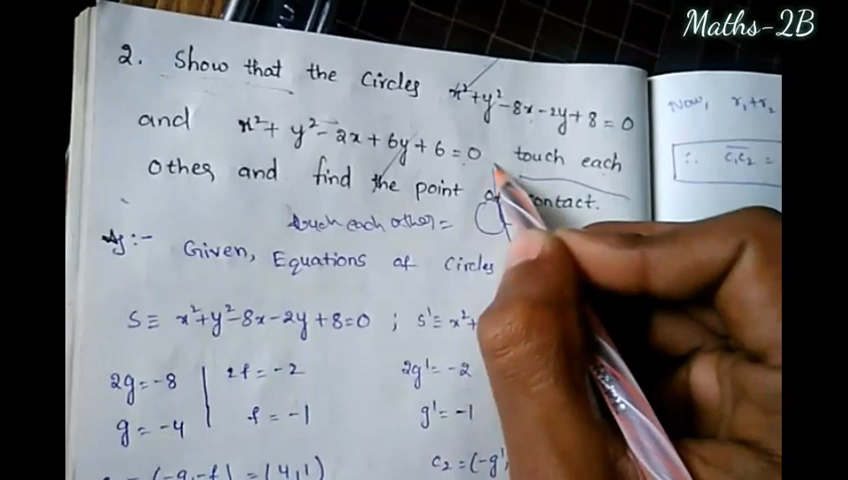 Maths-2B
2. Show that the Circles x²+y²-8x-2y+8=0
and x²+y²-2x+6y+6=0 touch each
other and find the point of contact.
touch each other =
Given, Equations of Circles
S≡ x²+y²-8x-2y+8=0 ; S'≡ x²+
2g=-8 | 2f=-2 2g'=-2
g=-4 | f=-1 g'=-1
= (-g,-f) = (4,1) C₂=(-g',
Now, r₁+r₂
∴ C₁C₂ =